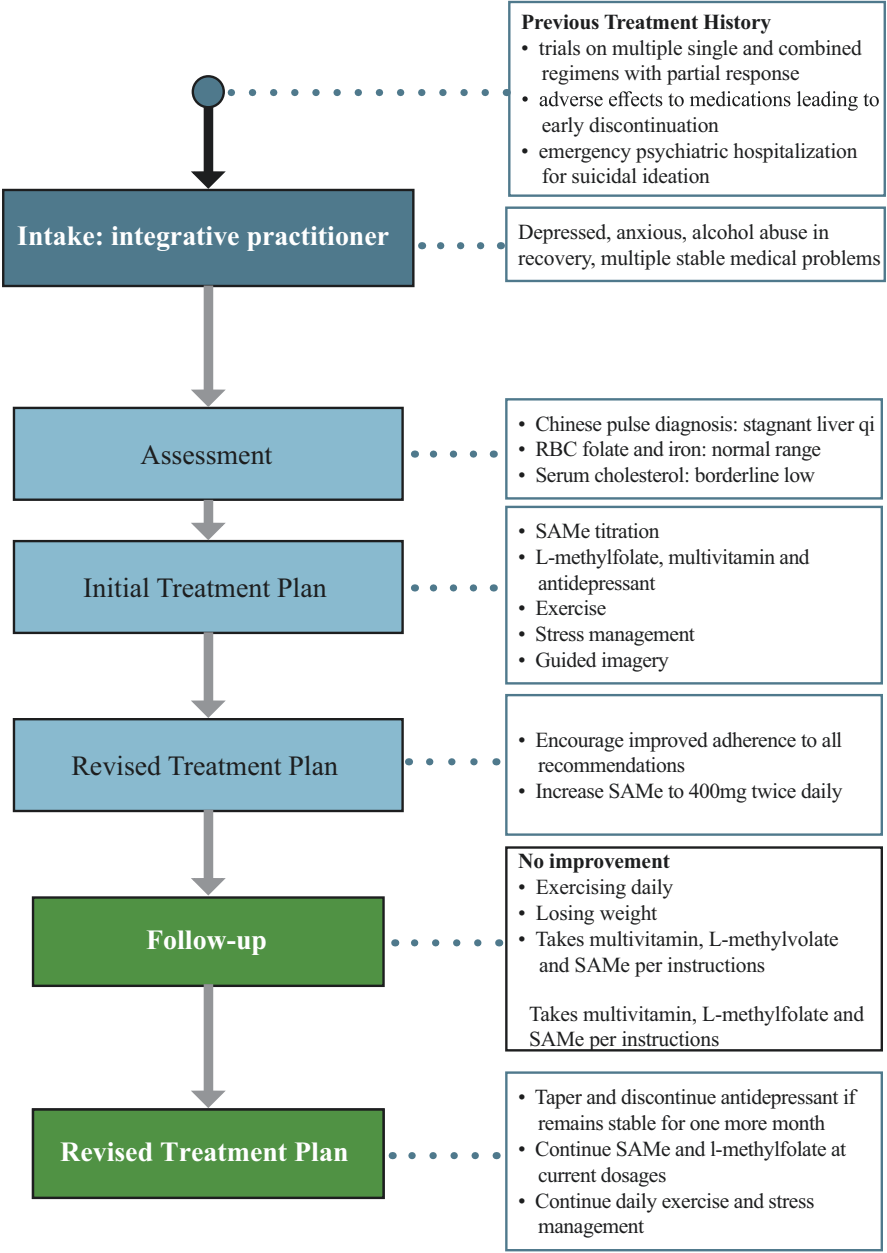 Previous Treatment History
• trials on multiple single and combined
regimens with partial response
• adverse effects to medications leading to
early discontinuation
• emergency psychiatric hospitalization
for suicidal ideation
Intake: integrative practitioner
Depressed, anxious, alcohol abuse in
recovery, multiple stable medical problems
Assessment
• Chinese pulse diagnosis: stagnant liver qi
• RBC folate and iron: normal range
• Serum cholesterol: borderline low
Initial Treatment Plan
• SAMe titration
• L-methylfolate, multivitamin and
antidepressant
• Exercise
• Stress management
• Guided imagery
Revised Treatment Plan
• Encourage improved adherence to all
recommendations
• Increase SAMe to 400mg twice daily
Follow-up
No improvement
• Exercising daily
• Losing weight
• Takes multivitamin, L-methylvolate
and SAMe per instructions
Takes multivitamin, L-methylfolate and
SAMe per instructions
Revised Treatment Plan
• Taper and discontinue antidepressant if
remains stable for one more month
• Continue SAMe and l-methylfolate at
current dosages
• Continue daily exercise and stress
management